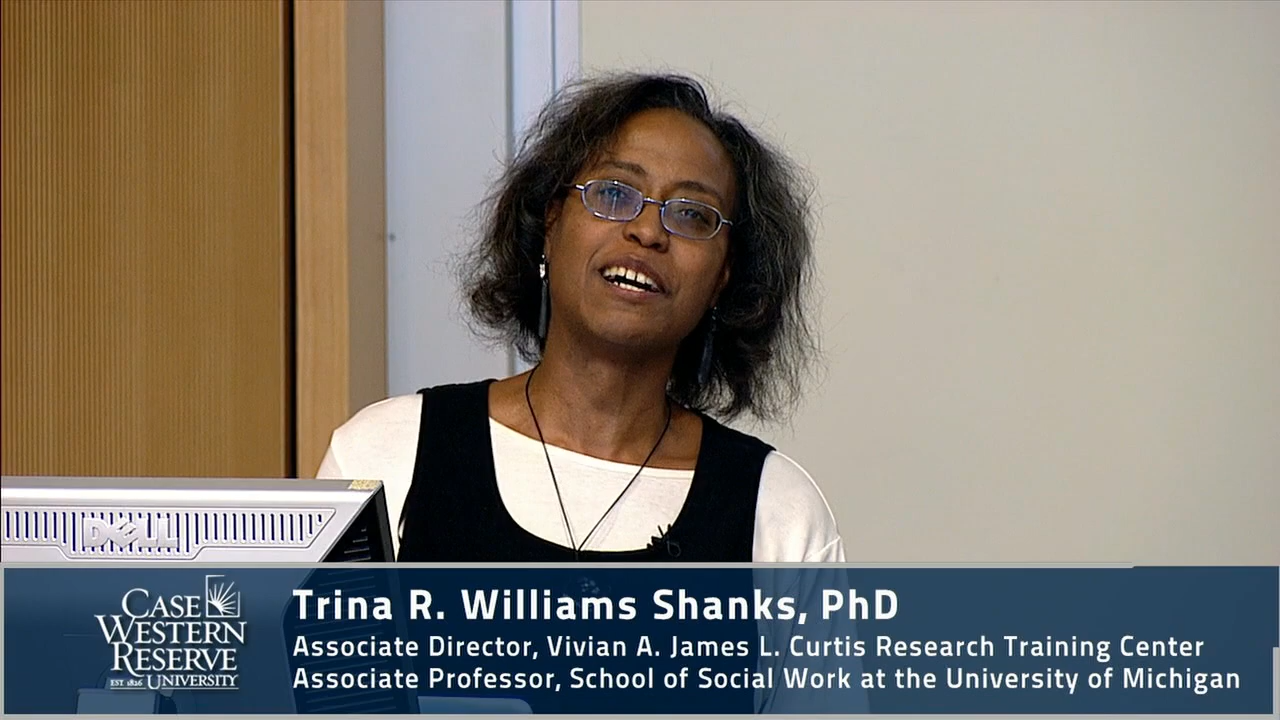 DELL
CASE
WESTERN
RESERVE
EST. 1826 UNIVERSITY
Trina R. Williams Shanks, PhD
Associate Director, Vivian A. James L. Curtis Research Training Center
Associate Professor, School of Social Work at the University of Michigan